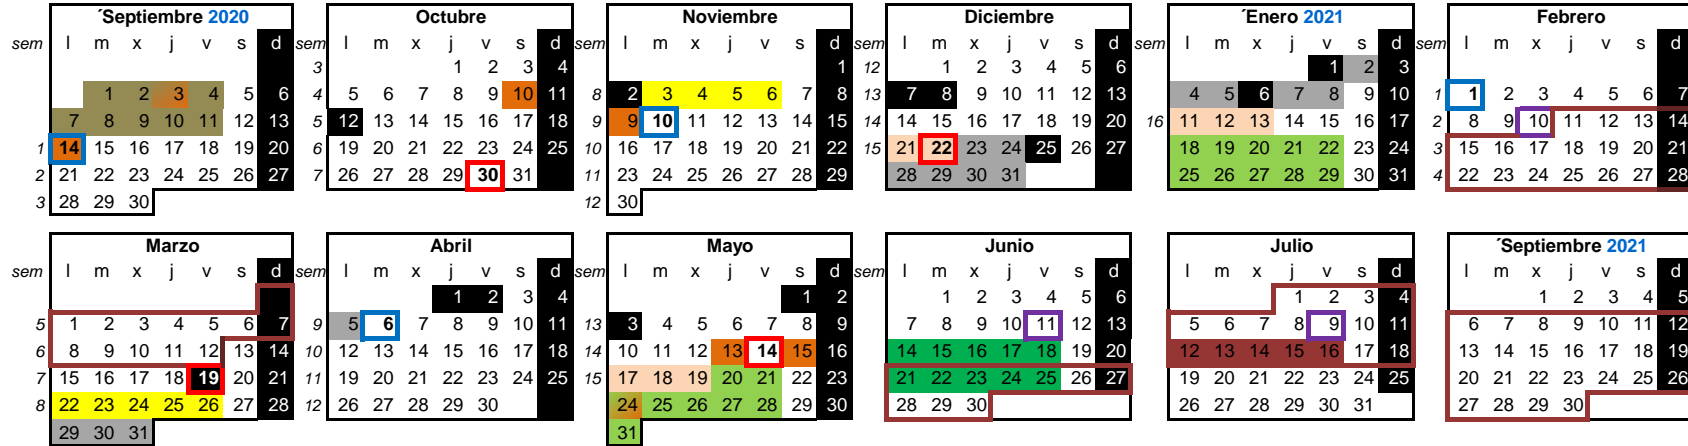 ´Septiembre 2020
sem l m x j v s d
1 2 3 4 5 6
7 8 9 10 11 12 13
1 14 15 16 17 18 19 20
2 21 22 23 24 25 26 27
3 28 29 30
Octubre
sem l m x j v s d
3 1 2 3 4
4 5 6 7 8 9 10 11
5 12 13 14 15 16 17 18
6 19 20 21 22 23 24 25
7 26 27 28 29 30 31
Noviembre
sem l m x j v s d
1
8 2 3 4 5 6 7 8
9 9 10 11 12 13 14 15
10 16 17 18 19 20 21 22
11 23 24 25 26 27 28 29
12 30
Diciembre
sem l m x j v s d
12 1 2 3 4 5 6
13 7 8 9 10 11 12 13
14 14 15 16 17 18 19 20
15 21 22 23 24 25 26 27
28 29 30 31
´Enero 2021
sem l m x j v s d
1 2 3
4 5 6 7 8 9 10
16 11 12 13 14 15 16 17
18 19 20 21 22 23 24
25 26 27 28 29 30 31
Febrero
sem l m x j v s d
1 1 2 3 4 5 6 7
2 8 9 10 11 12 13 14
3 15 16 17 18 19 20 21
4 22 23 24 25 26 27 28
Marzo
sem l m x j v s d
5 1 2 3 4 5 6 7
6 8 9 10 11 12 13 14
7 15 16 17 18 19 20 21
8 22 23 24 25 26 27 28
29 30 31
Abril
sem l m x j v s d
1 2 3 4
9 5 6 7 8 9 10 11
10 12 13 14 15 16 17 18
11 19 20 21 22 23 24 25
12 26 27 28 29 30
Mayo
sem l m x j v s d
1 2
13 3 4 5 6 7 8 9
14 10 11 12 13 14 15 16
15 17 18 19 20 21 22 23
24 25 26 27 28 29 30
31
Junio
sem l m x j v s d
1 2 3 4 5 6
7 8 9 10 11 12 13
14 15 16 17 18 19 20
21 22 23 24 25 26 27
28 29 30
Julio
l m x j v s d
1 2 3 4
5 6 7 8 9 10 11
12 13 14 15 16 17 18
19 20 21 22 23 24 25
26 27 28 29 30 31
´Septiembre 2021
l m x j v s d
1 2 3 4 5
6 7 8 9 10 11 12
13 14 15 16 17 18 19
20 21 22 23 24 25 26
27 28 29 30